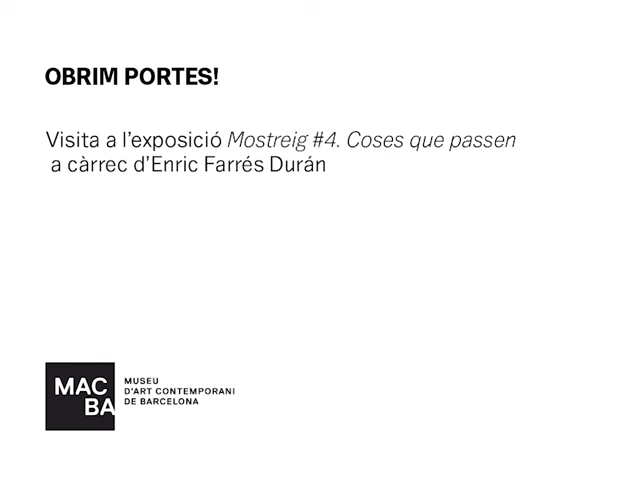 OBRIM PORTES!
Visita a l’exposició Mostreig #4. Coses que passen
a càrrec d’Enric Farrés Durán
MAC
BA
MUSEU
D'ART CONTEMPORANI
DE BARCELONA